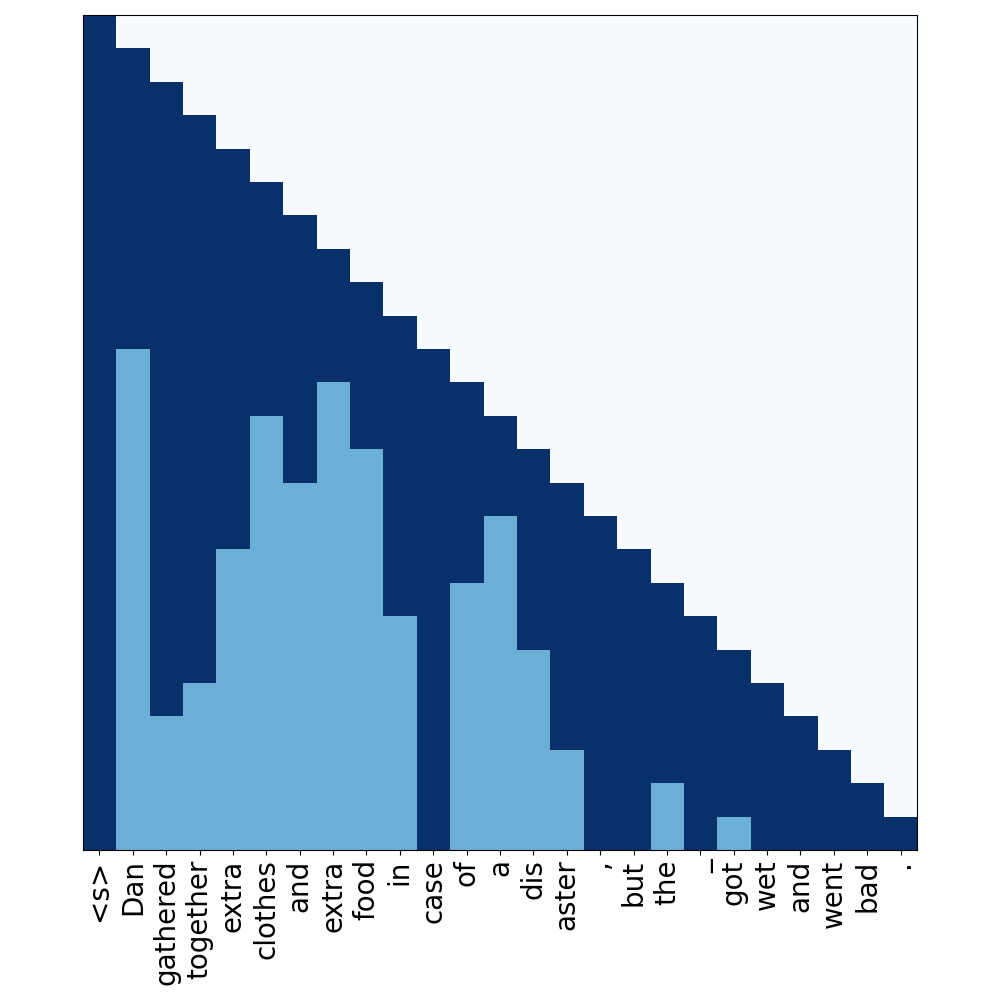 <s>
Dan
gathered
together
extra
clothes
and
extra
food
in
case
of
a
dis
aster
,
but
the
_
got
wet
and
went
bad
.